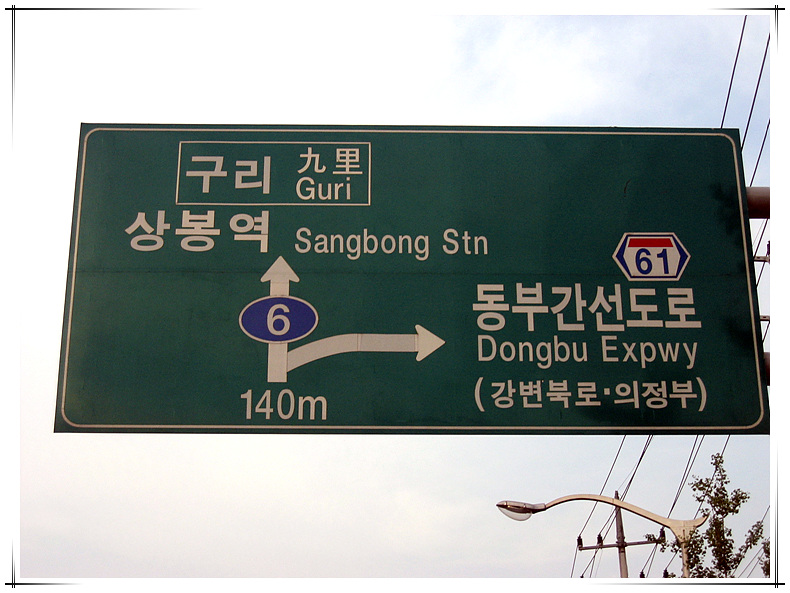 구리 九里
Guri
상봉역 Sangbong Stn
61
6
동부간선도로
Dongbu Expwy
140m
(강변북로·의정부)